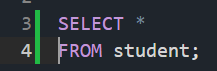 3 SELECT *
4 FROM student;